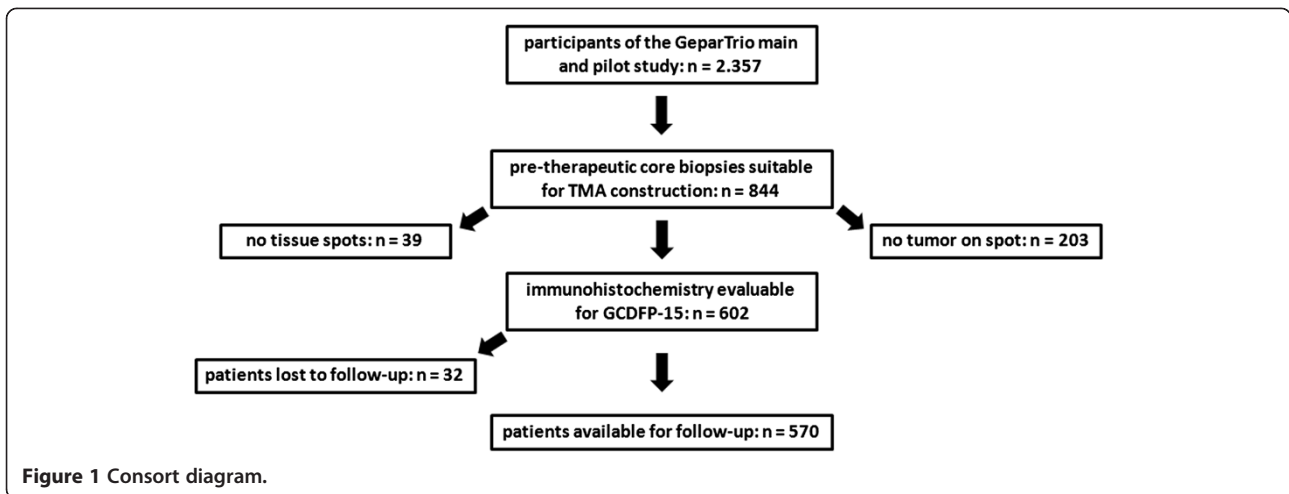 participants of the GeparTrio main
and pilot study: n = 2.357
pre-therapeutic core biopsies suitable
for TMA construction: n = 844
no tissue spots: n = 39
no tumor on spot: n = 203
immunohistochemistry evaluable
for GCDFP-15: n = 602
patients lost to follow-up: n = 32
patients available for follow-up: n = 570
Figure 1 Consort diagram.